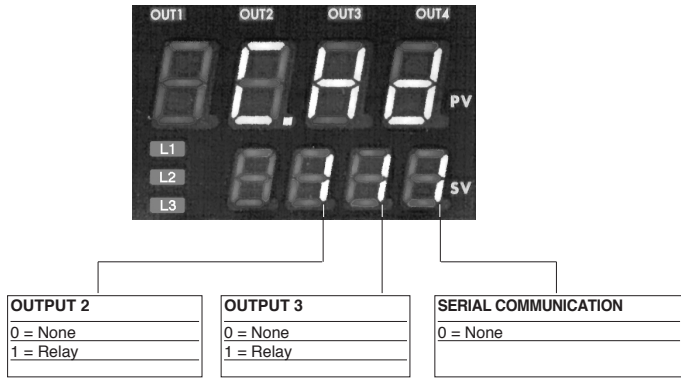 OUT1 OUT2 OUT3 OUT4
C.Hd PV
L1
L2
L3
111 SV
OUTPUT 2
0 = None
1 = Relay
OUTPUT 3
0 = None
1 = Relay
SERIAL COMMUNICATION
0 = None